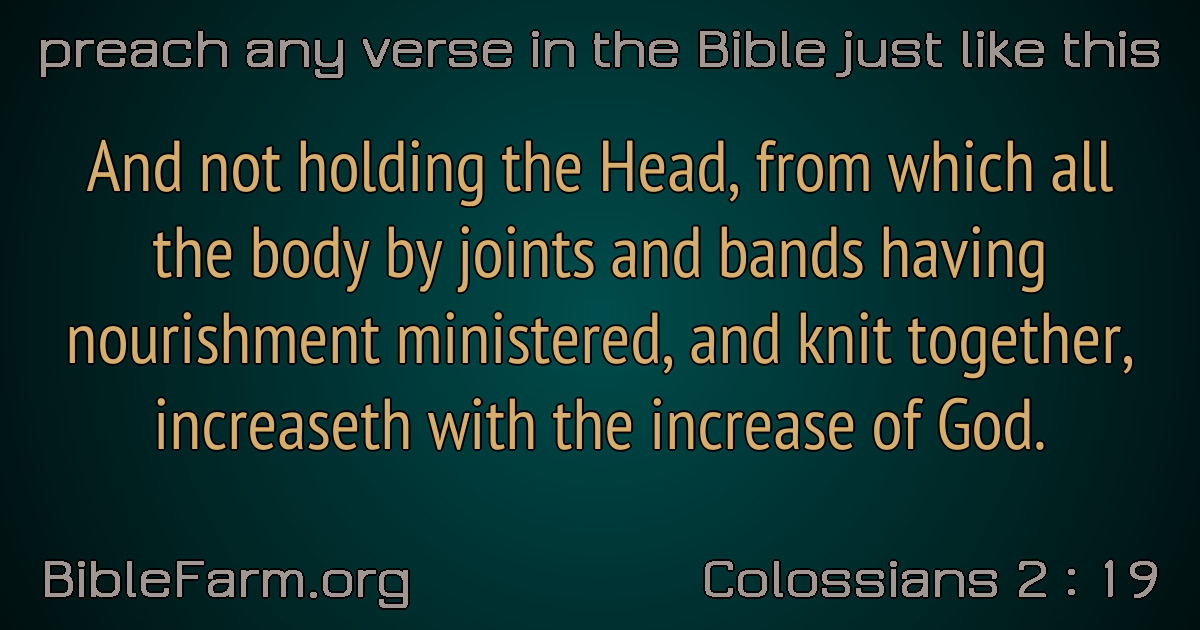 preach any verse in the Bible just like this
And not holding the Head, from which all
the body by joints and bands having
nourishment ministered, and knit together,
increaseth with the increase of God.
BibleFarm.org
Colossians 2 : 19